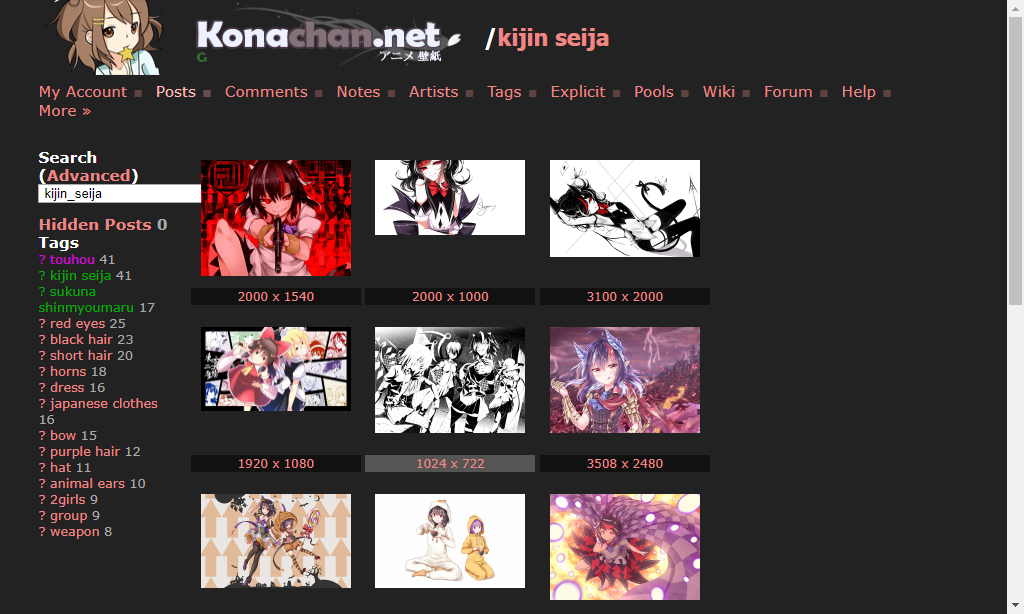 Konachan.net
アニメ壁紙
G
/kijin seija
My Account
Posts
Comments
Notes
Artists
Tags
Explicit
Pools
Wiki
Forum
Help
More »
Search
(Advanced)
kijin_seija
Hidden Posts 0
Tags
? touhou 41
? kijin seija 41
? sukuna
shinmyoumaru 17
? red eyes 25
? black hair 23
? short hair 20
? horns 18
? dress 16
? japanese clothes
16
? bow 15
? purple hair 12
? hat 11
? animal ears 10
? 2girls 9
? group 9
? weapon 8
2000 x 1540
2000 x 1000
3100 x 2000
1920 x 1080
1024 x 722
3508 x 2480